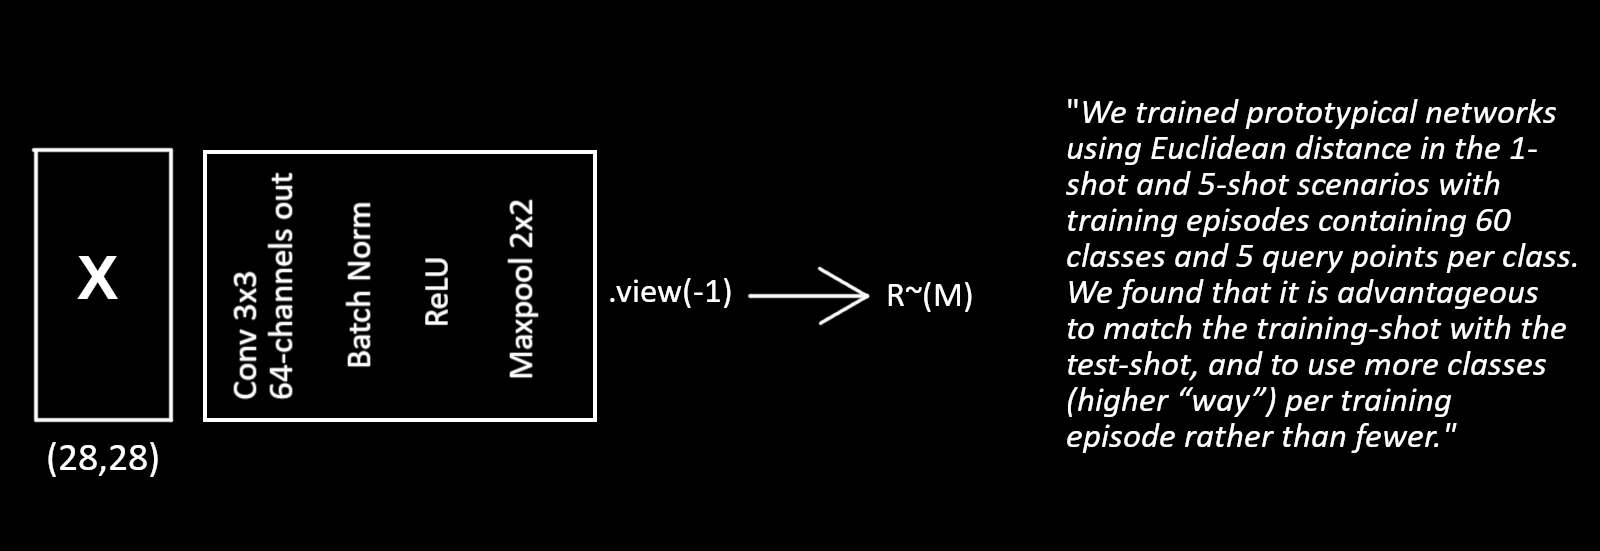 X
(28,28)
Conv 3x3
64-channels out
Batch Norm
ReLU
Maxpool 2x2
.view(-1)
R~(M)
"We trained prototypical networks
using Euclidean distance in the 1-
shot and 5-shot scenarios with
training episodes containing 60
classes and 5 query points per class.
We found that it is advantageous
to match the training-shot with the
test-shot, and to use more classes
(higher “way”) per training
episode rather than fewer."